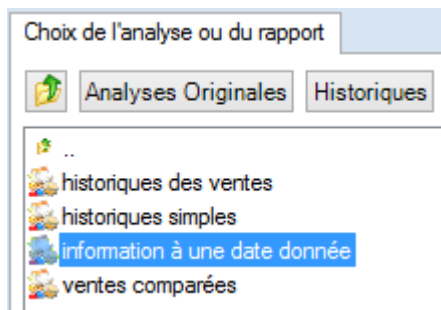 Choix de l'analyse ou du rapport
Analyses Originales Historiques
..
historiques des ventes
historiques simples
information à une date donnée
ventes comparées